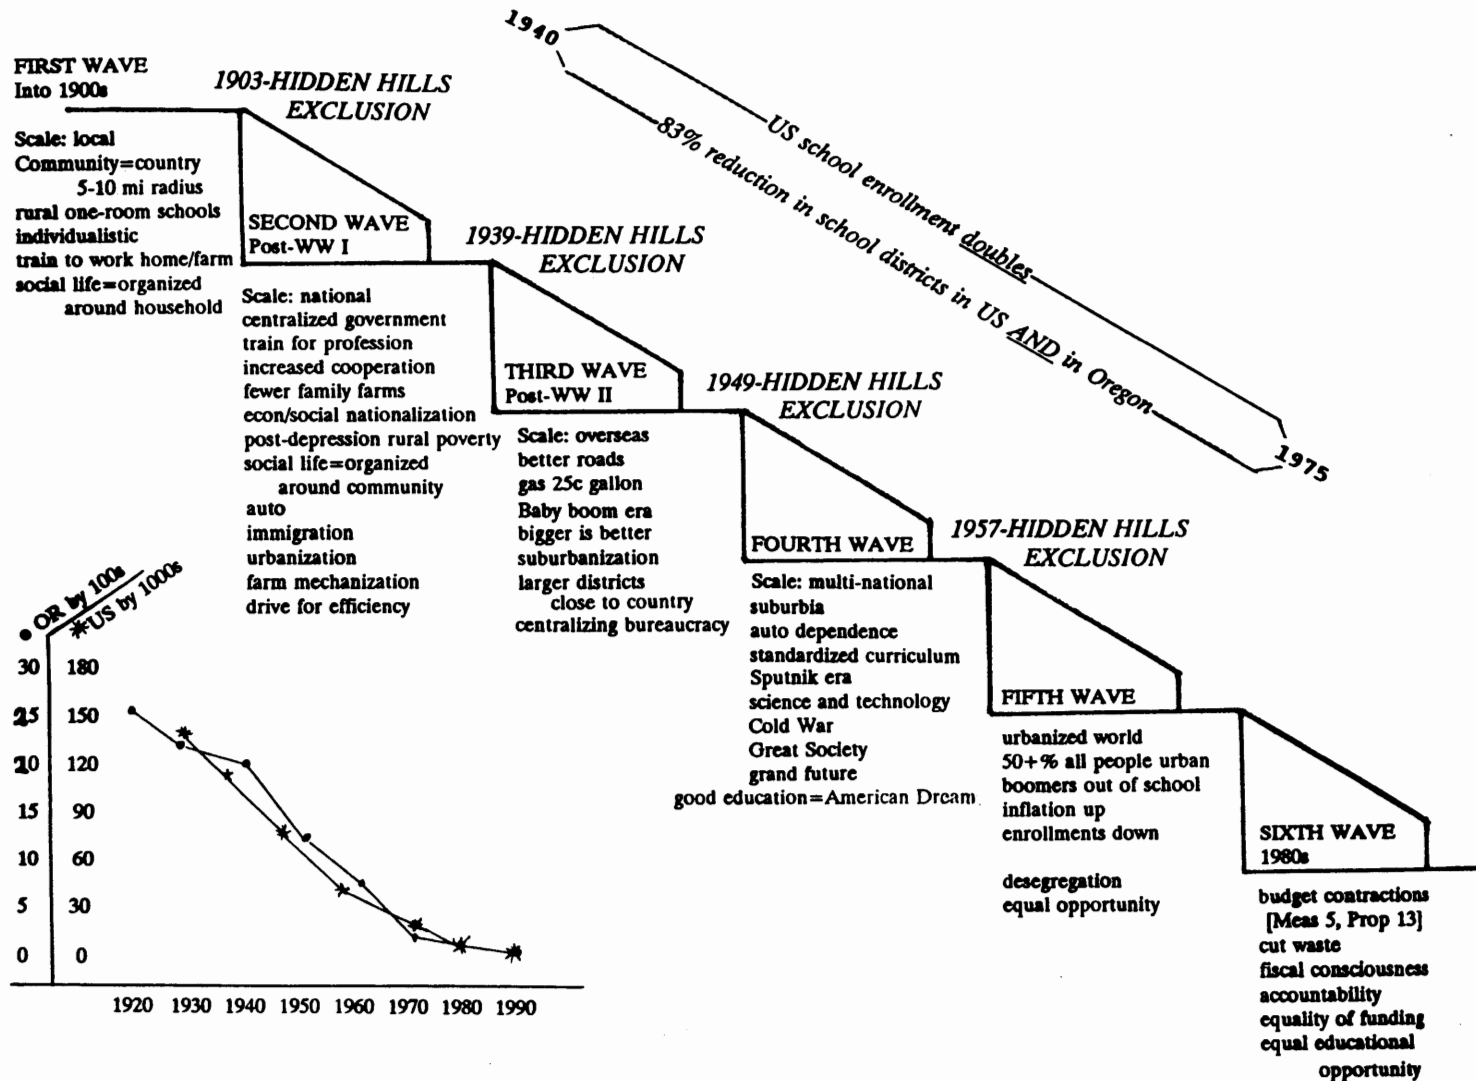 FIRST WAVE
Into 1900s
Scale: local
Community=country
5-10 mi radius
rural one-room schools
individualistic
train to work home/farm
social life=organized
around household
1903-HIDDEN HILLS
EXCLUSION
SECOND WAVE
Post-WW I
Scale: national
centralized government
train for profession
increased cooperation
fewer family farms
econ/social nationalization
post-depression rural poverty
social life=organized
around community
auto
immigration
urbanization
farm mechanization
drive for efficiency
1939-HIDDEN HILLS
EXCLUSION
THIRD WAVE
Post-WW II
Scale: overseas
better roads
gas 25c gallon
Baby boom era
bigger is better
suburbanization
larger districts
close to country
centralizing bureaucracy
1949-HIDDEN HILLS
EXCLUSION
FOURTH WAVE
Scale: multi-national
suburbia
auto dependence
standardized curriculum
Sputnik era
science and technology
Cold War
Great Society
grand future
good education=American Dream
1957-HIDDEN HILLS
EXCLUSION
FIFTH WAVE
urbanized world
50+% all people urban
boomers out of school
inflation up
enrollments down
desegregation
equal opportunity
SIXTH WAVE
1980s
budget contractions
[Meas 5, Prop 13]
cut waste
fiscal consciousness
accountability
equality of funding
equal educational
opportunity
1940
US school enrollment doubles
83% reduction in school districts in US AND in Oregon
1975
OR by 100s
US by 1000s
30 180
25 150
20 120
15 90
10 60
5 30
0 0
1920 1930 1940 1950 1960 1970 1980 1990